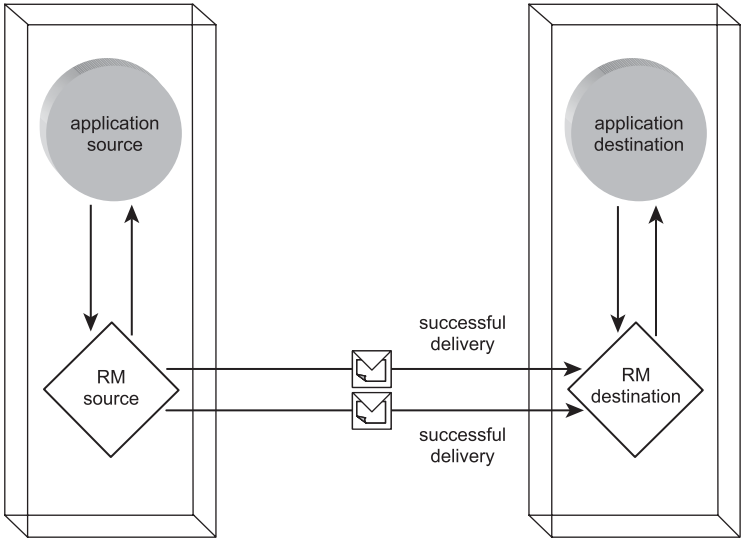 application
source
application
destination
successful
delivery
RM
source
RM
destination
successful
delivery